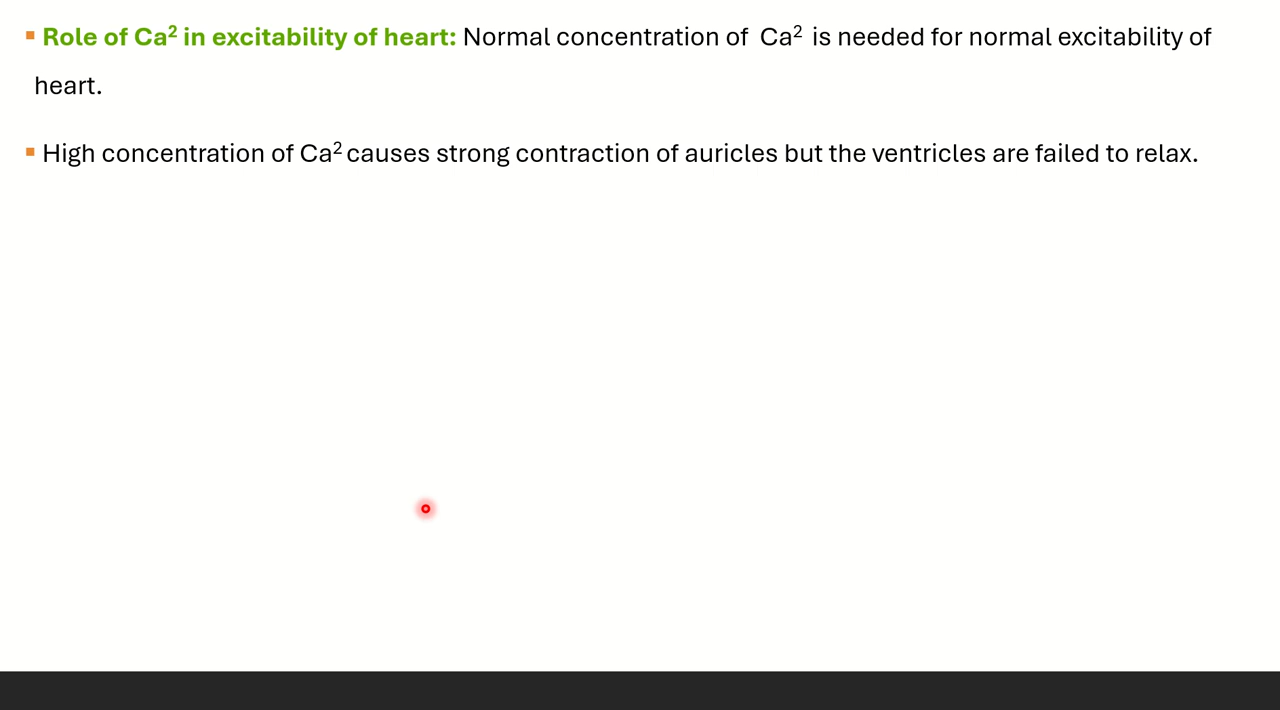 ▪ Role of Ca² in excitability of heart: Normal concentration of Ca² is needed for normal excitability of
heart.
▪ High concentration of Ca² causes strong contraction of auricles but the ventricles are failed to relax.